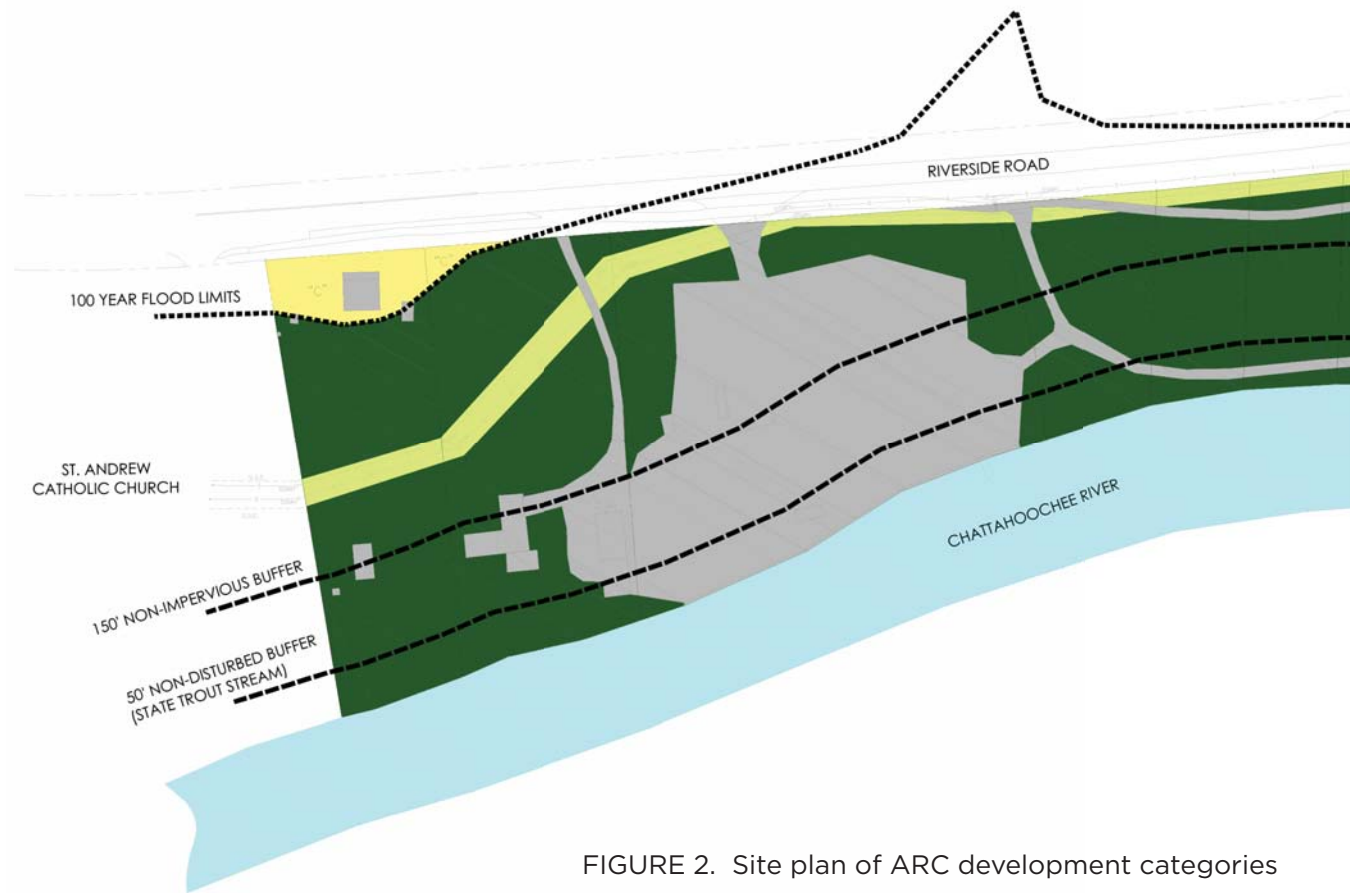 RIVERSIDE ROAD
"C"
"C"
100 YEAR FLOOD LIMITS
ST. ANDREW
CATHOLIC CHURCH
CHATTAHOOCHEE RIVER
150' NON-IMPERVIOUS BUFFER
50' NON-DISTURBED BUFFER
(STATE TROUT STREAM)
FIGURE 2. Site plan of ARC development categories